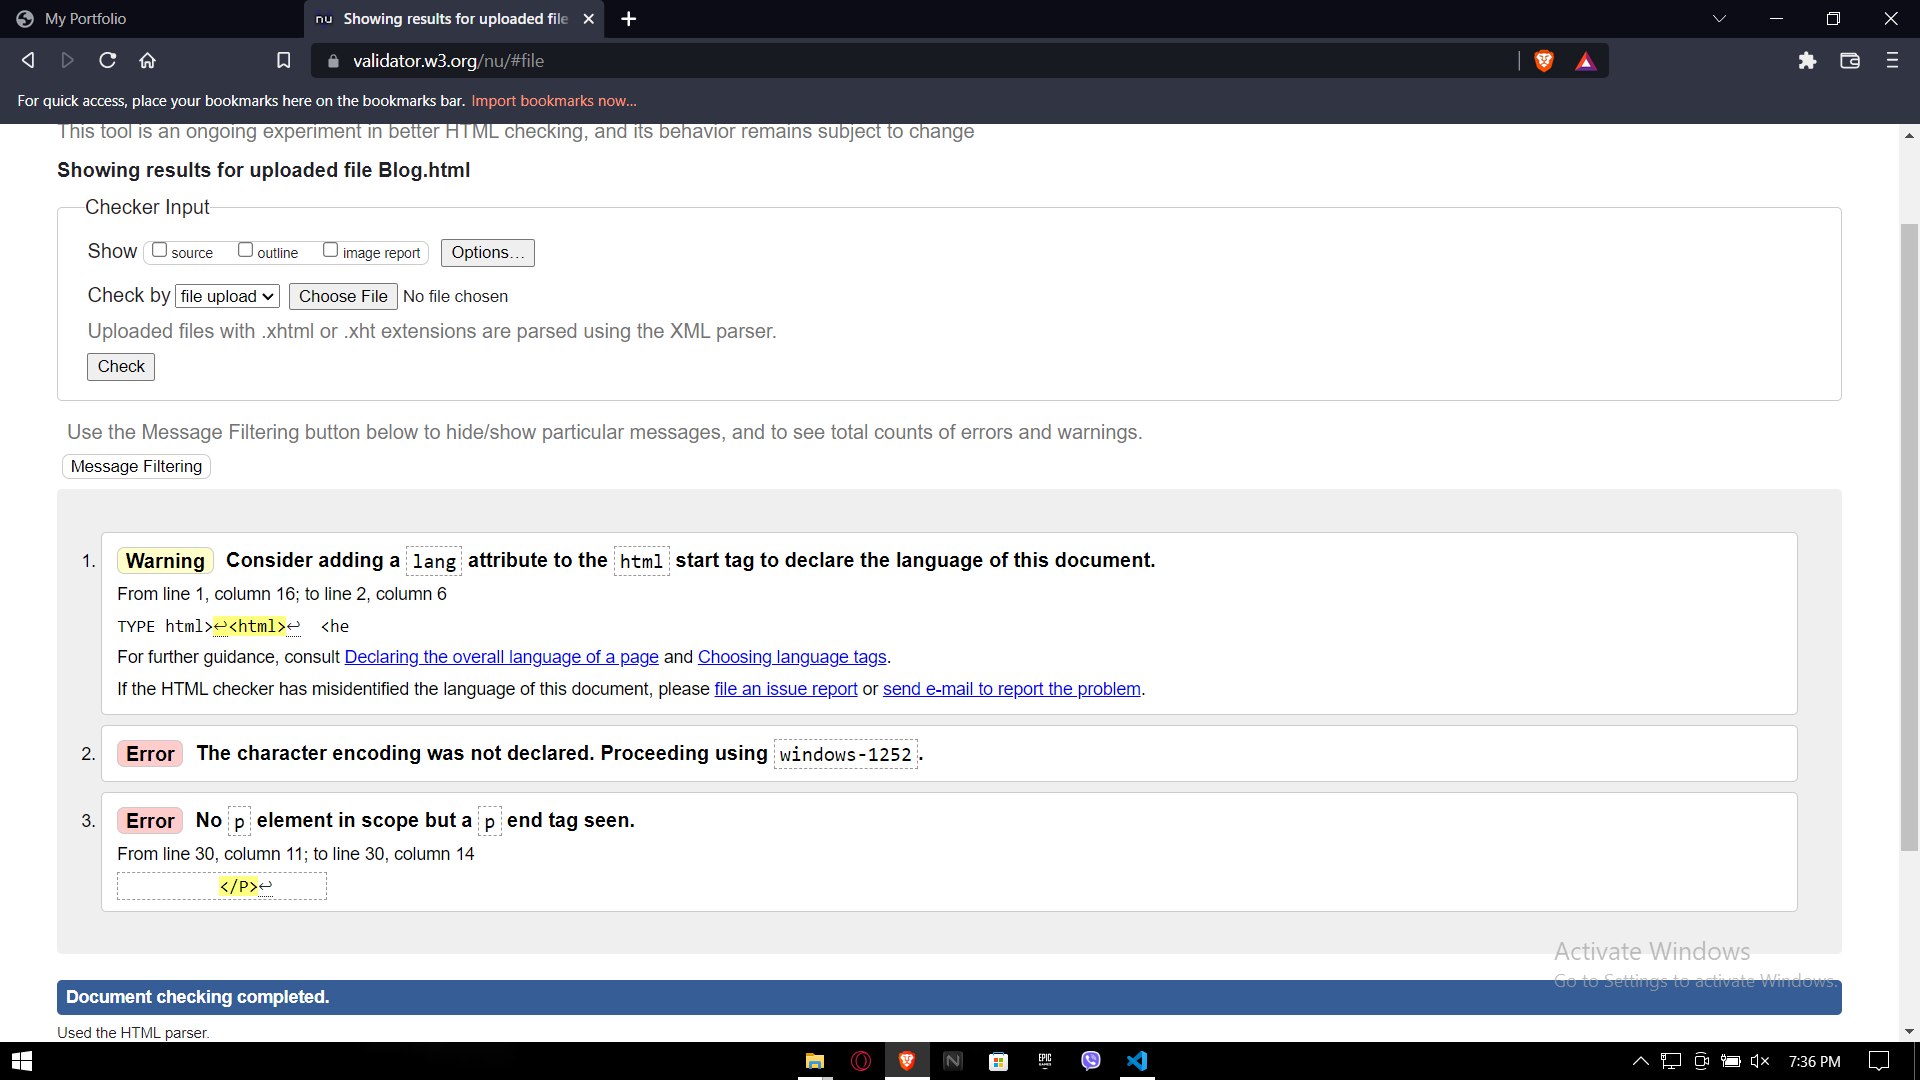 My Portfolio
nu Showing results for uploaded file
validator.w3.org/nu/#file
For quick access, place your bookmarks here on the bookmarks bar. Import bookmarks now...
This tool is an ongoing experiment in better HTML checking, and its behavior remains subject to change
Showing results for uploaded file Blog.html
Checker Input
Show source outline image report Options...
Check by file upload Choose File No file chosen
Uploaded files with .xhtml or .xht extensions are parsed using the XML parser.
Check
Use the Message Filtering button below to hide/show particular messages, and to see total counts of errors and warnings.
Message Filtering
1. Warning Consider adding a lang attribute to the html start tag to declare the language of this document.
From line 1, column 16; to line 2, column 6
TYPE html>↩<html>↩ <he
For further guidance, consult Declaring the overall language of a page and Choosing language tags.
If the HTML checker has misidentified the language of this document, please file an issue report or send e-mail to report the problem.
2. Error The character encoding was not declared. Proceeding using windows-1252.
3. Error No p element in scope but a p end tag seen.
From line 30, column 11; to line 30, column 14
</P>↩
Activate Windows
Go to Settings to activate Windows.
Document checking completed.
Used the HTML parser.
N
EPIC
GAMES
7:36 PM